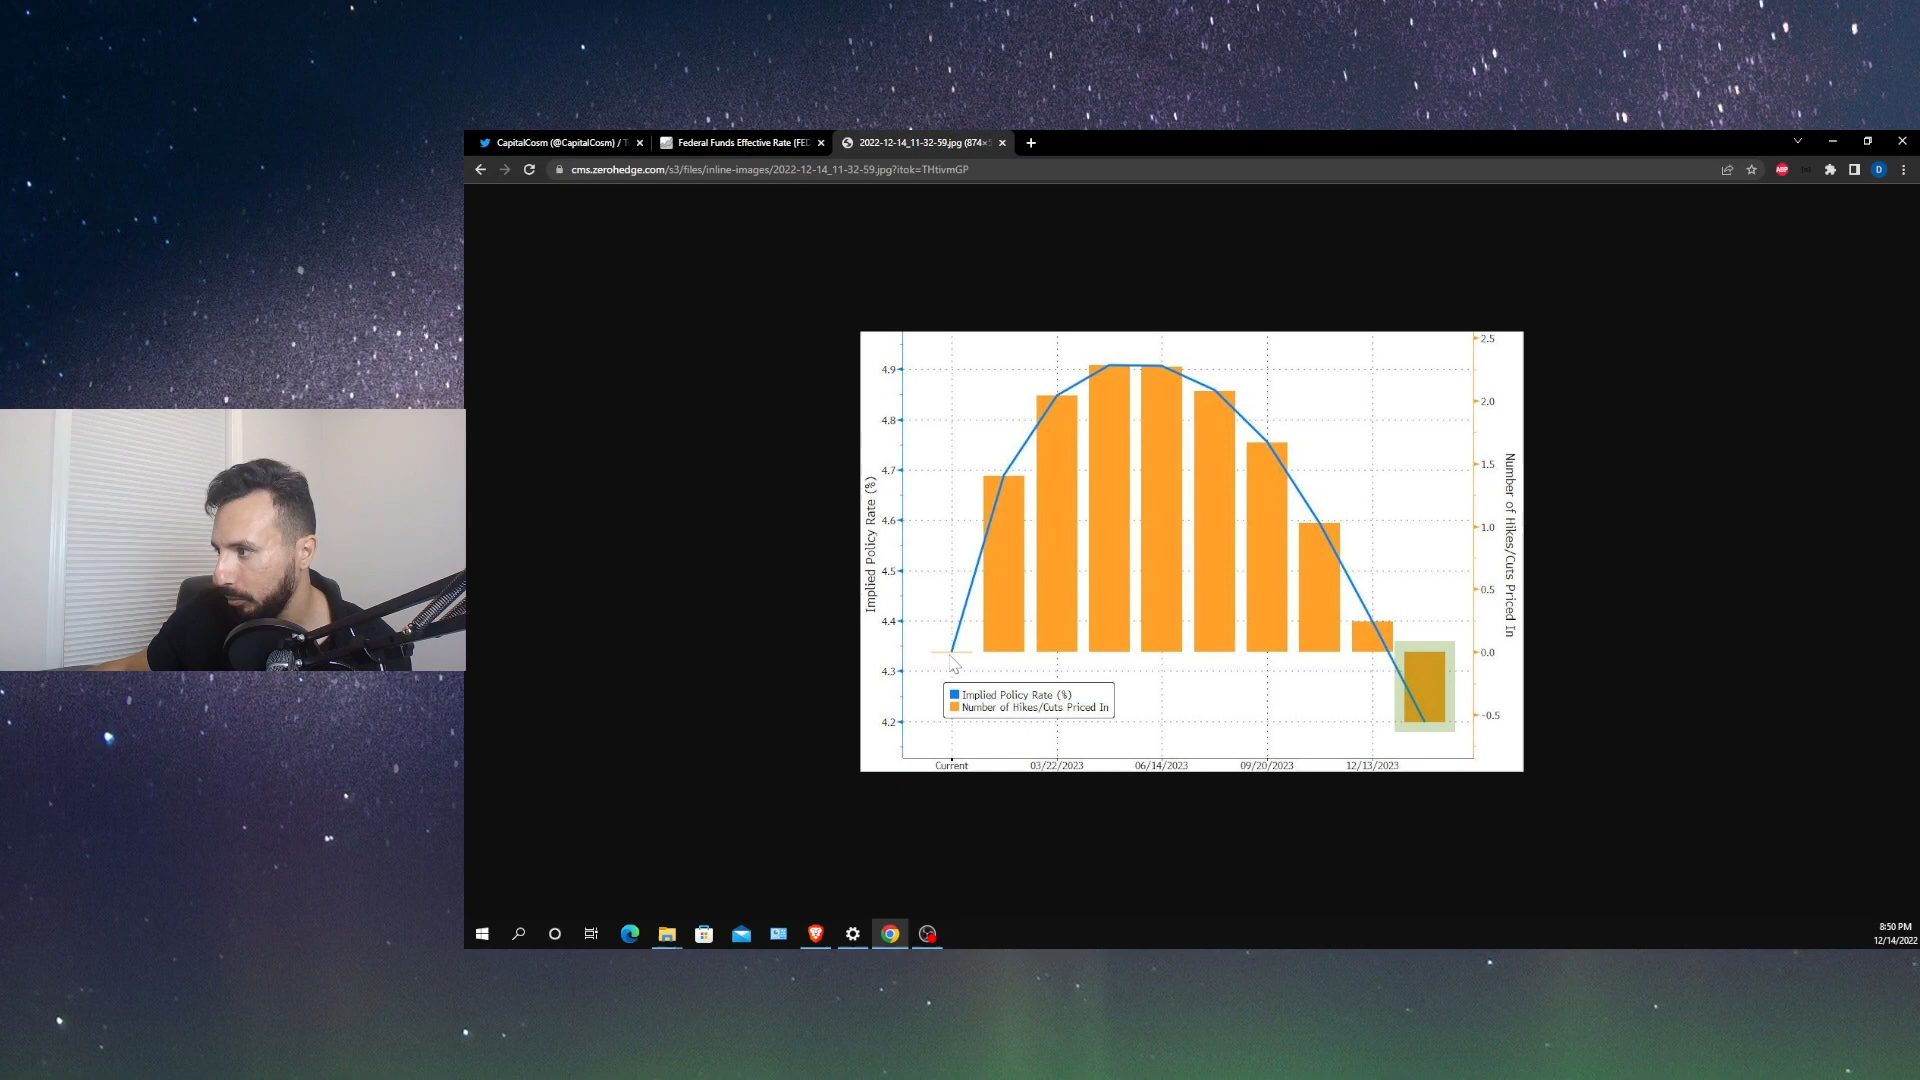 CapitalCosm (@CapitalCosm) / T
Federal Funds Effective Rate (FED
2022-12-14_11-32-59.jpg (874×5
cms.zerohedge.com/s3/files/inline-images/2022-12-14_11-32-59.jpg?itok=THtivmGP
ABP
D
Implied Policy Rate (%)
4.9
4.8
4.7
4.6
4.5
4.4
4.3
4.2
2.5
2.0
1.5
1.0
0.5
0.0
-0.5
Number of Hikes/Cuts Priced In
Implied Policy Rate (%)
Number of Hikes/Cuts Priced In
Current
03/22/2023
06/14/2023
09/20/2023
12/13/2023
8:50 PM
12/14/2022